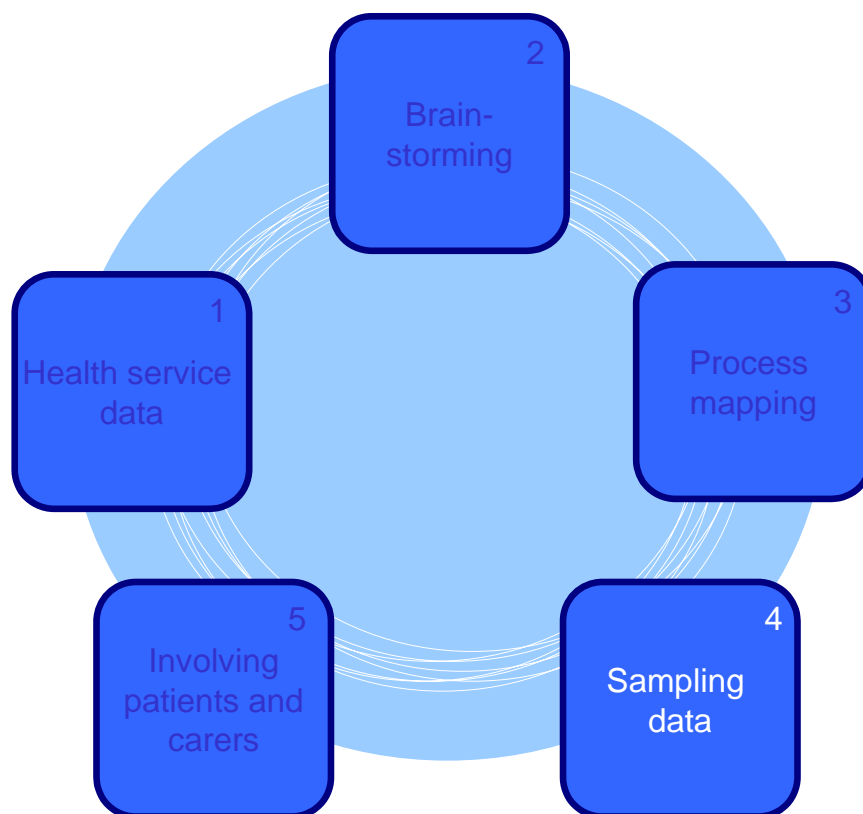 1
Health service
data
2
Brain-
storming
3
Process
mapping
4
Sampling
data
5
Involving
patients and
carers